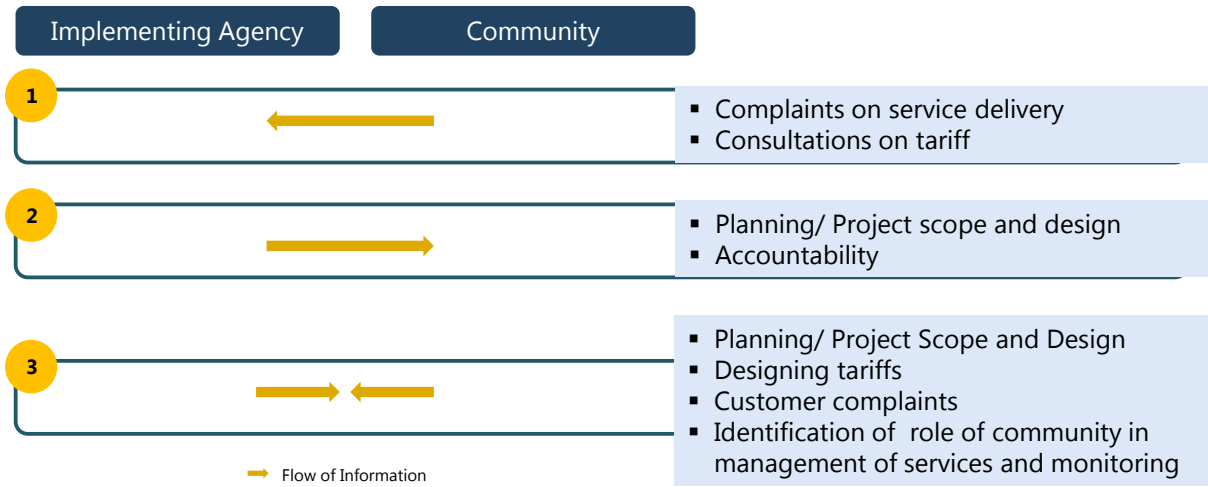 Implementing Agency
Community
1
▪ Complaints on service delivery
▪ Consultations on tariff
2
▪ Planning/ Project scope and design
▪ Accountability
3
▪ Planning/ Project Scope and Design
▪ Designing tariffs
▪ Customer complaints
▪ Identification of  role of community in
management of services and monitoring
Flow of Information